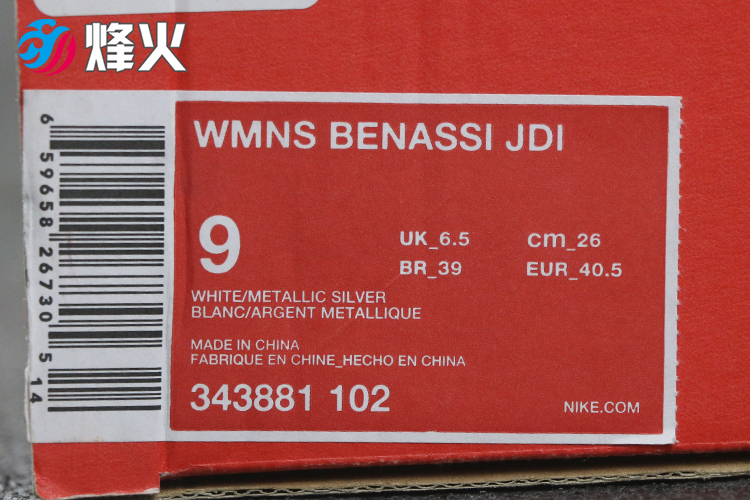 烽火
WMNS BENASSI JDI
9
UK_6.5 cm_26
BR_39 EUR_40.5
WHITE/METALLIC SILVER
BLANC/ARGENT METALLIQUE
MADE IN CHINA
FABRIQUE EN CHINE_HECHO EN CHINA
343881 102
NIKE.COM
6 59658 26730 5 14